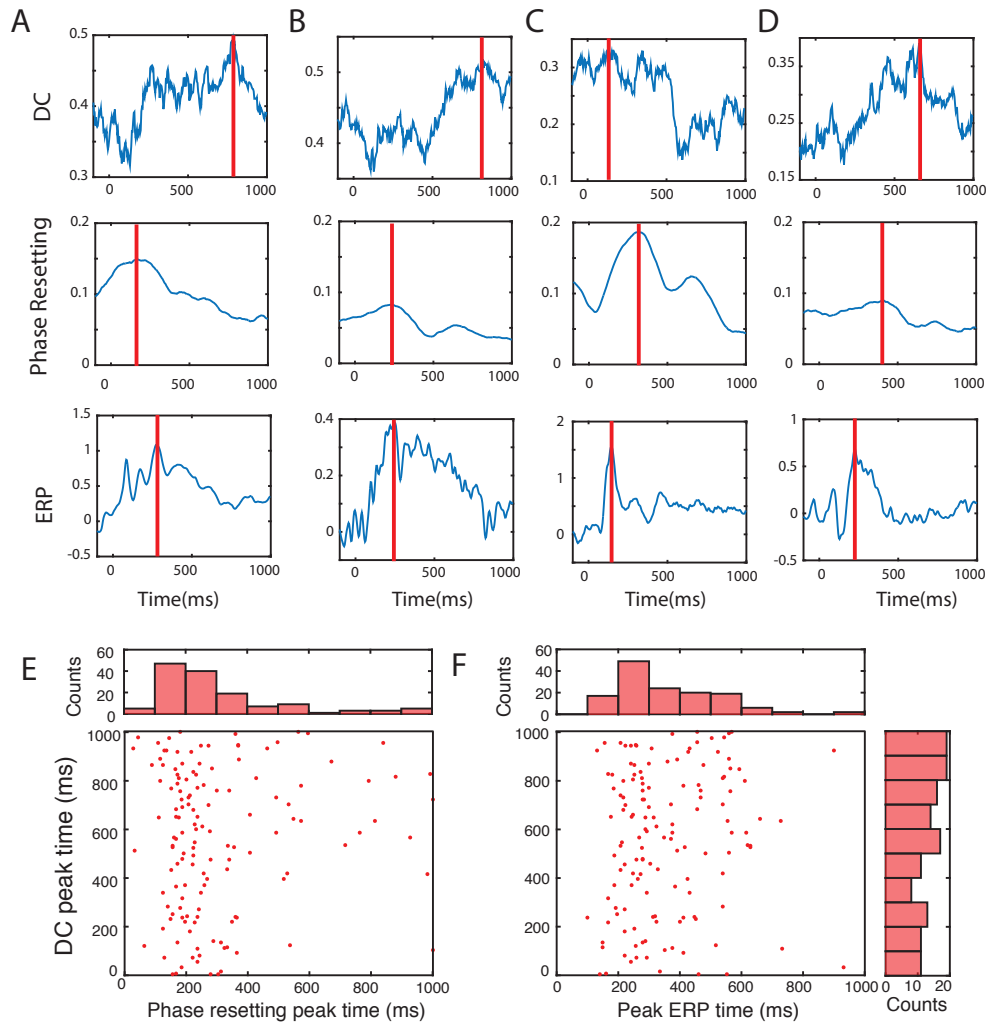 A B C D
DC
0.5
0.4
0.3
0 500 1000
0.5
0.4
0 500 1000
0.3
0.2
0.1
0 500 1000
0.35
0.25
0.15
0 500 1000
Phase Resetting
0.2
0.1
0
0 500 1000
0.2
0.1
0
0 500 1000
0.2
0.1
0
0 500 1000
0.2
0.1
0
0 500 1000
ERP
1.5
1
0.5
0
-0.5
0 500 1000
Time(ms)
0.4
0.2
0
0 500 1000
Time(ms)
2
1
0
0 500 1000
Time(ms)
1
0.5
0
-0.5
0 500 1000
Time(ms)
E
Counts
60
40
20
0
DC peak time (ms)
1000
800
600
400
200
0
0 200 400 600 800 1000
Phase resetting peak time (ms)
F
Counts
60
40
20
0
1000
800
600
400
200
0
0 200 400 600 800 1000
Peak ERP time (ms)
0 10 20
Counts